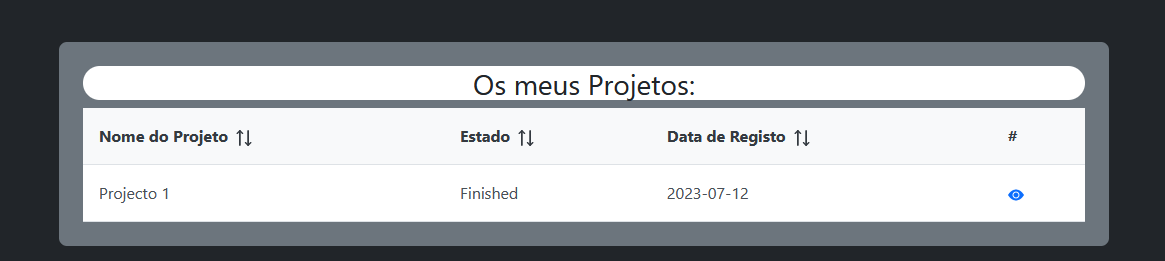 Os meus Projetos:
Nome do Projeto Estado Data de Registo #
Projecto 1 Finished 2023-07-12